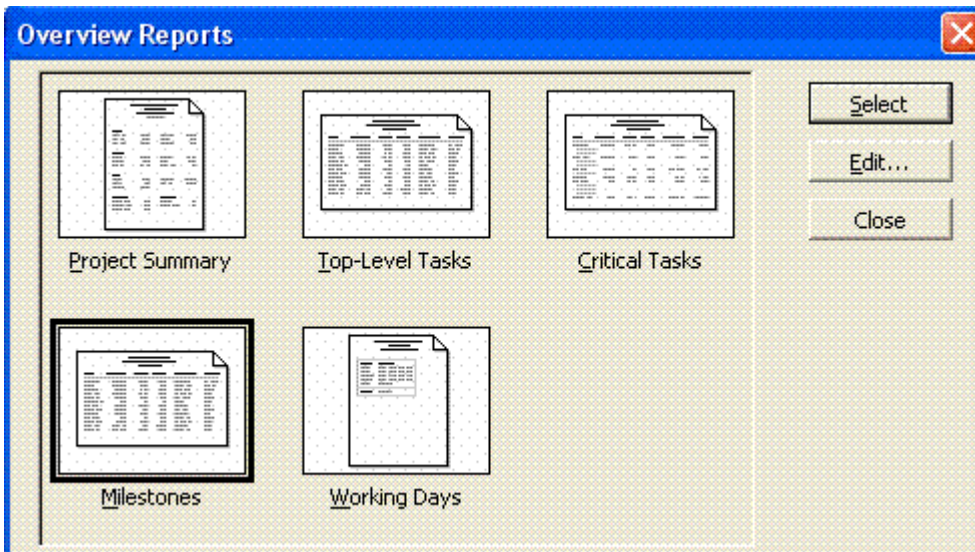 Overview Reports
Project Summary
Top-Level Tasks
Critical Tasks
Milestones
Working Days
Select
Edit...
Close